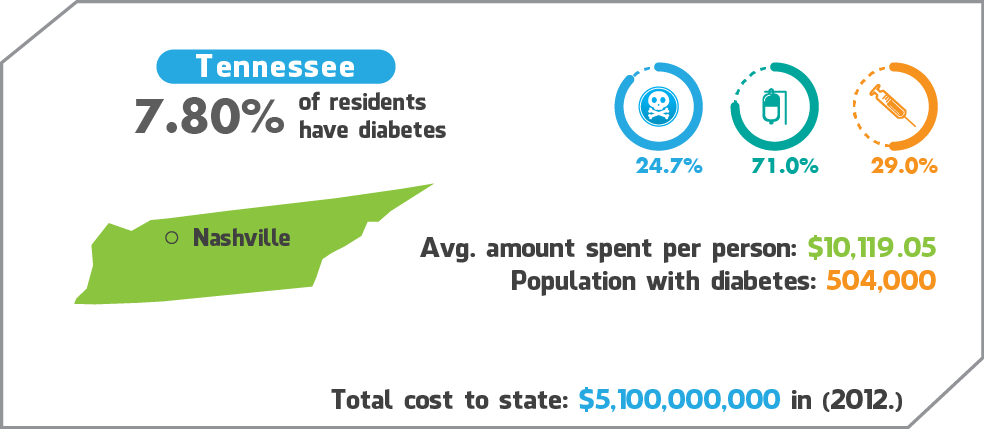 Tennessee
7.80% of residents
have diabetes
24.7% 71.0% 29.0%
Nashville
Avg. amount spent per person: $10,119.05
Population with diabetes: 504,000
Total cost to state: $5,100,000,000 in (2012.)